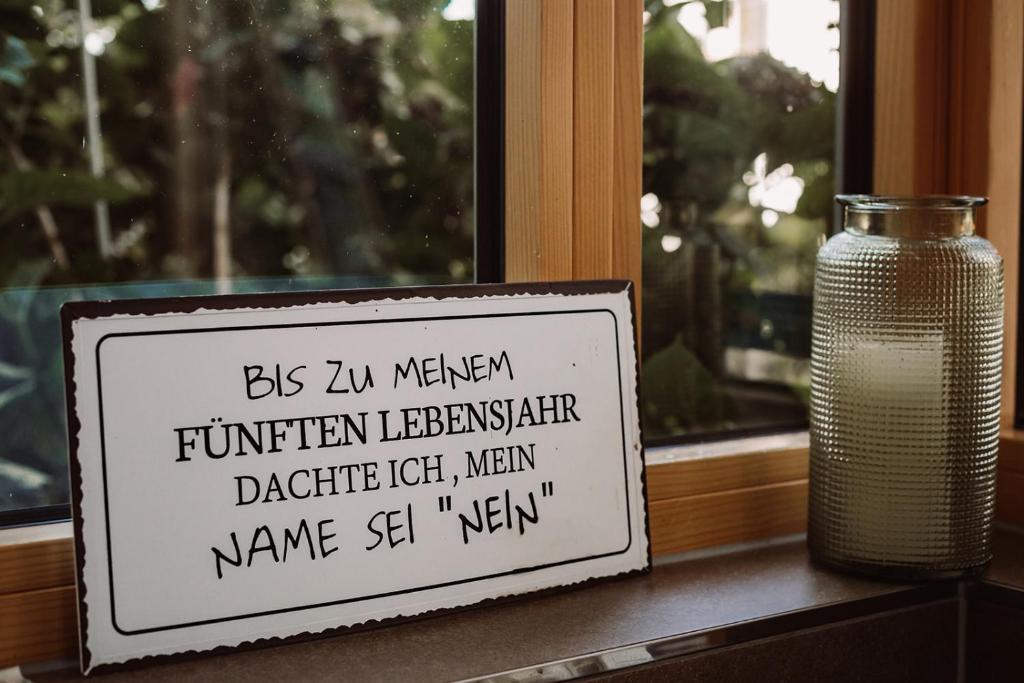 BIS ZU MEINEM
FÜNFTEN LEBENSJAHR
DACHTE ICH, MEIN
NAME SEI "NEIN"